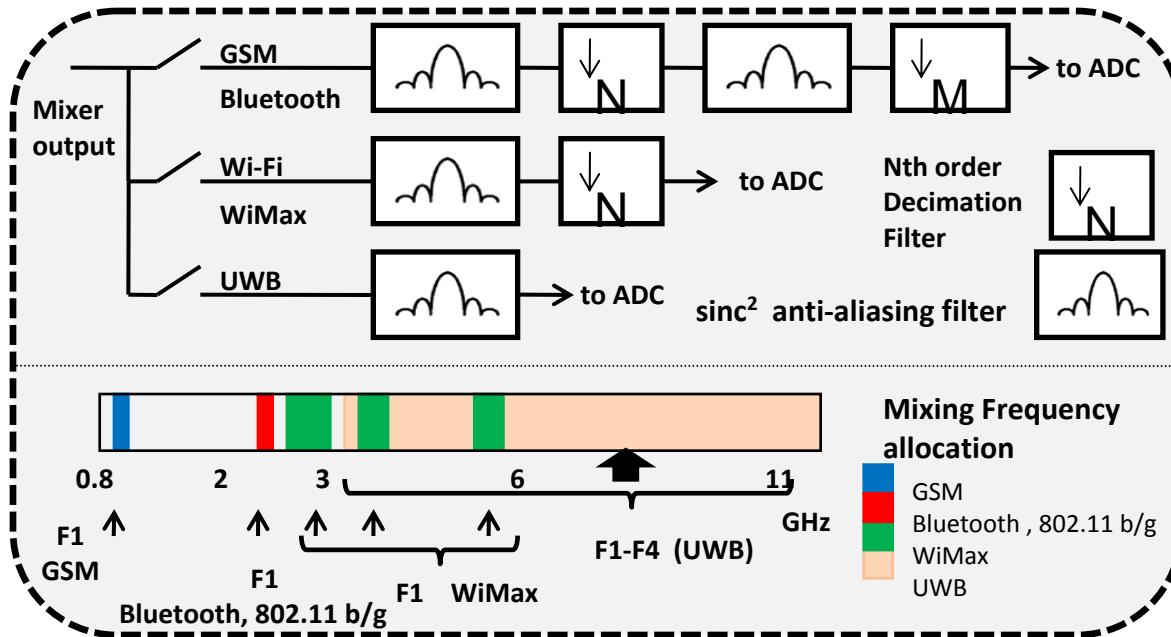 GSM
Bluetooth
N
M
to ADC
Mixer
output
Wi-Fi
WiMax
N
to ADC
Nth order
Decimation
Filter
N
UWB
to ADC
sinc² anti-aliasing filter
Mixing Frequency
allocation
0.8 2 3 6 11
GHz
GSM
Bluetooth , 802.11 b/g
WiMax
UWB
F1
GSM
F1
Bluetooth, 802.11 b/g
F1 WiMax
F1-F4 (UWB)